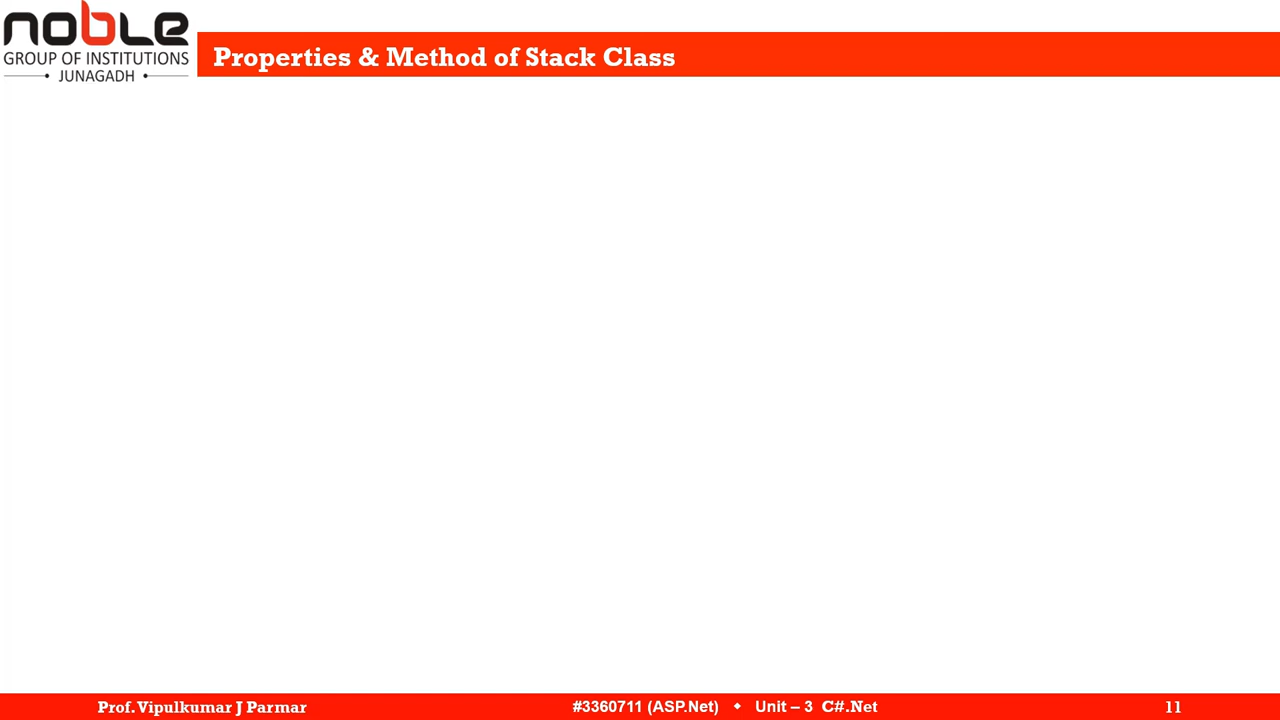 noble
GROUP OF INSTITUTIONS
• JUNAGADH •
Properties & Method of Stack Class
Prof. Vipulkumar J Parmar
#3360711 (ASP.Net) • Unit – 3 C#.Net
11